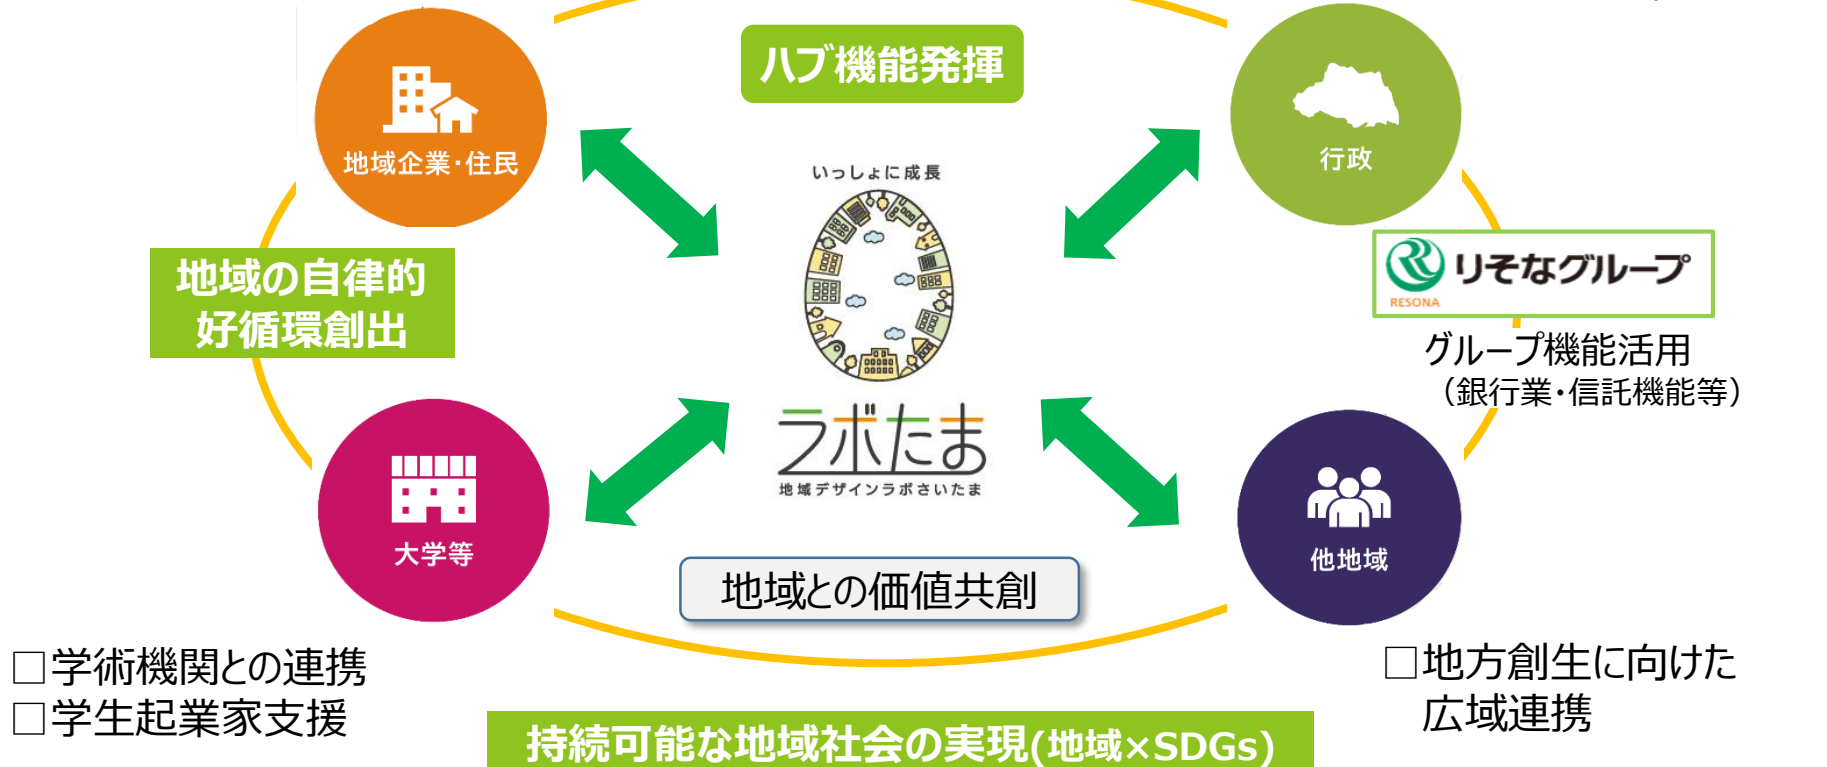 ハブ機能発揮
地域企業・住民
行政
いっしょに成長
地域の自律的
好循環創出
りそなグループ
RESONA
グループ機能活用
（銀行業・信託機能等）
ラボたま
地域デザインラボさいたま
大学等
他地域
地域との価値共創
□学術機関との連携
□学生起業家支援
□地方創生に向けた
広域連携
持続可能な地域社会の実現(地域×SDGs)